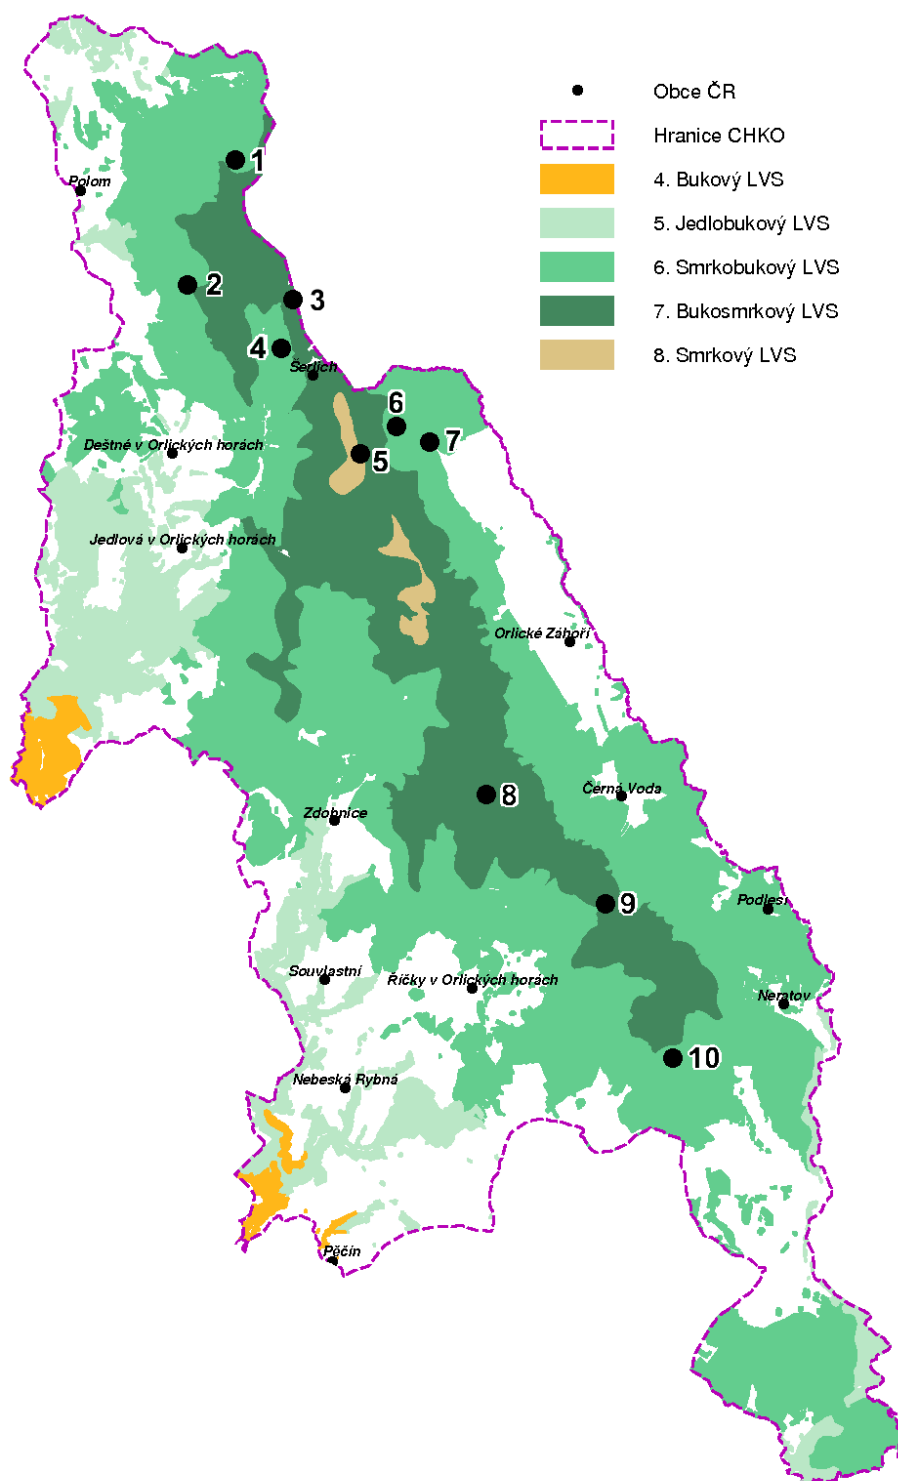 Obce ČR
Hranice CHKO
4. Bukový LVS
5. Jedlobukový LVS
6. Smrkobukový LVS
7. Bukosmrkový LVS
8. Smrkový LVS
1
Polom
2
3
4
Šerlich
6
7
Deštné v Orlických horách
5
Jedlová v Orlických horách
Orlické Záhoří
Černá Voda
8
Zdobnice
9
Podlesí
Souvlastní
Říčky v Orlických horách
Neratov
10
Nebeská Rybná
Pěčín